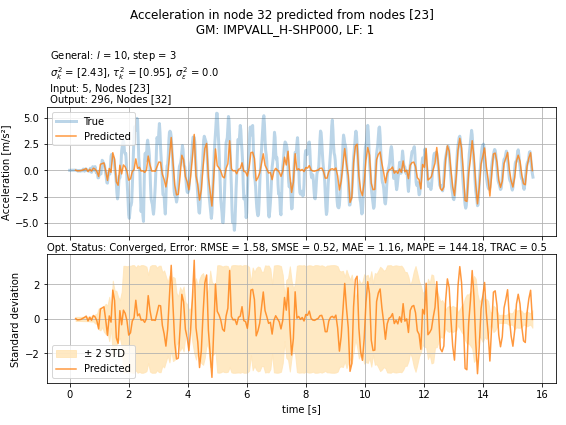 Acceleration in node 32 predicted from nodes [23]
GM: IMPVALL_H-SHP000, LF: 1
General: l = 10, step = 3
σ²ₖ = [2.43], τ²ₖ = [0.95], σ²ε = 0.0
Input: 5, Nodes [23]
Output: 296, Nodes [32]
True
Predicted
Acceleration [m/s²]
5.0
2.5
0.0
−2.5
−5.0
Opt. Status: Converged, Error: RMSE = 1.58, SMSE = 0.52, MAE = 1.16, MAPE = 144.18, TRAC = 0.5
Standard deviation
2
0
−2
± 2 STD
Predicted
0 2 4 6 8 10 12 14 16
time [s]